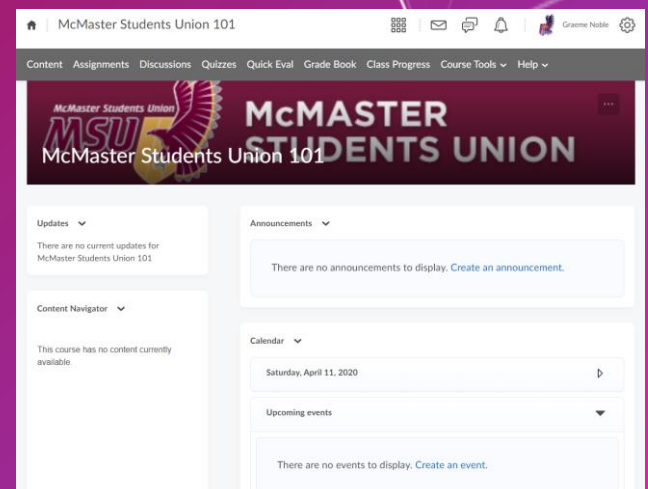 McMaster Students Union 101
Graeme Noble
Content Assignments Discussions Quizzes Quick Eval Grade Book Class Progress Course Tools Help
McMaster Students Union
MSU
McMASTER
STUDENTS UNION
McMaster Students Union 101
Updates
There are no current updates for
McMaster Students Union 101
Content Navigator
This course has no content currently
available
Announcements
There are no announcements to display. Create an announcement.
Calendar
Saturday, April 11, 2020
Upcoming events
There are no events to display. Create an event.